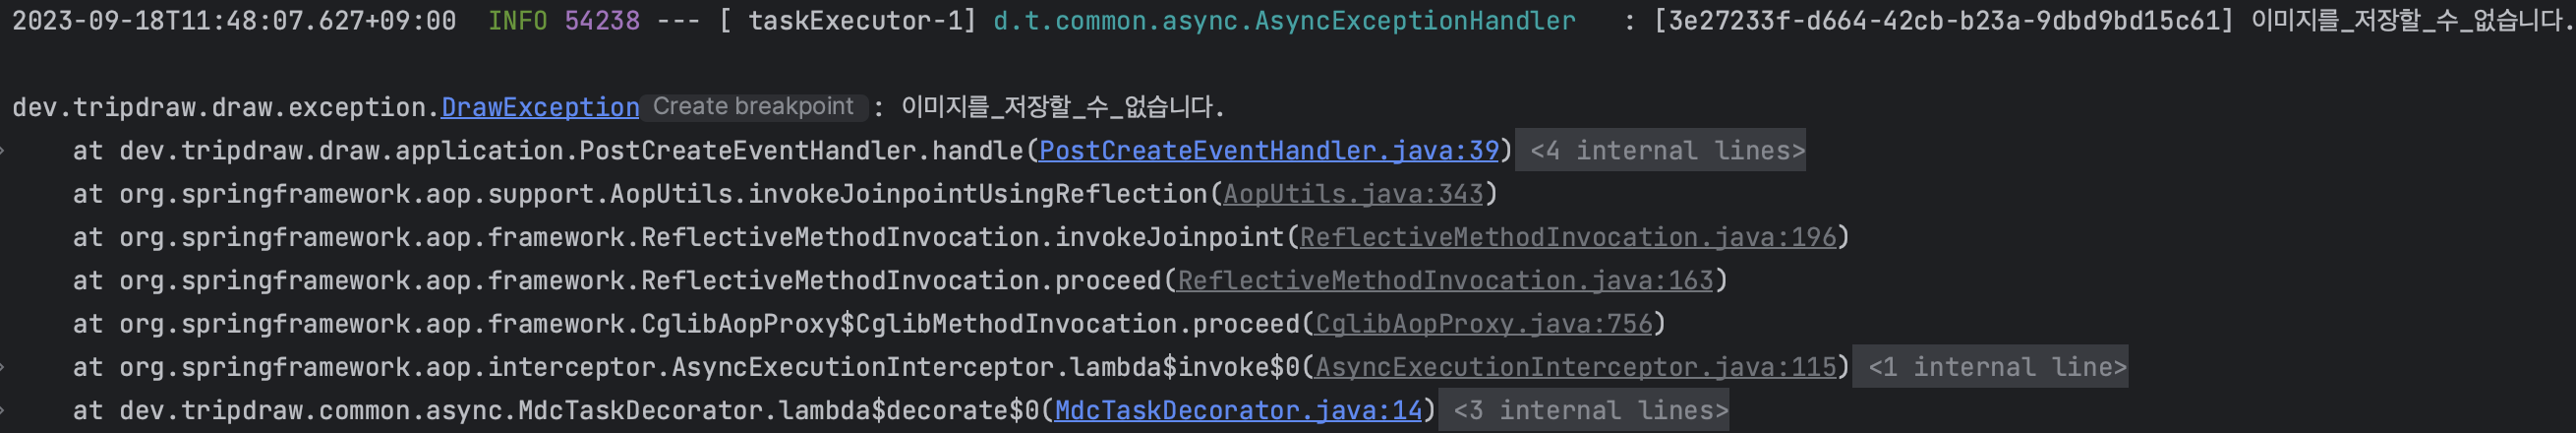 2023-09-18T11:48:07.627+09:00  INFO 54238 --- [ taskExecutor-1] d.t.common.async.AsyncExceptionHandler   : [3e27233f-d664-42cb-b23a-9dbd9bd15c61] 이미지를_저장할_수_없습니다.
dev.tripdraw.draw.exception.DrawException Create breakpoint : 이미지를_저장할_수_없습니다.
at dev.tripdraw.draw.application.PostCreateEventHandler.handle(PostCreateEventHandler.java:39) <4 internal lines>
at org.springframework.aop.support.AopUtils.invokeJoinpointUsingReflection(AopUtils.java:343)
at org.springframework.aop.framework.ReflectiveMethodInvocation.invokeJoinpoint(ReflectiveMethodInvocation.java:196)
at org.springframework.aop.framework.ReflectiveMethodInvocation.proceed(ReflectiveMethodInvocation.java:163)
at org.springframework.aop.framework.CglibAopProxy$CglibMethodInvocation.proceed(CglibAopProxy.java:756)
at org.springframework.aop.interceptor.AsyncExecutionInterceptor.lambda$invoke$0(AsyncExecutionInterceptor.java:115) <1 internal line>
at dev.tripdraw.common.async.MdcTaskDecorator.lambda$decorate$0(MdcTaskDecorator.java:14) <3 internal lines>